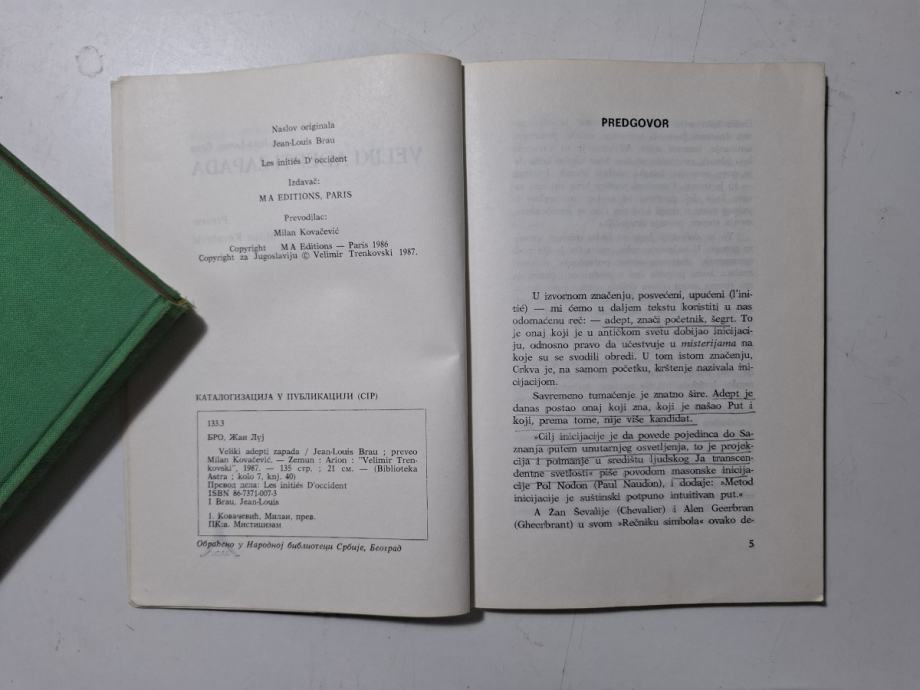 Naslov originala
Jean-Louis Brau
Les initiés D'occident
Izdavač:
MA EDITIONS, PARIS
Prevodjlac:
Milan Kovačević
Copyright MA Editions — Paris 1986
Copyright za Jugoslaviju © Velimir Trenkovski 1987.
КАТАЛОГИЗАЦИЈА У ПУБЛИКАЦИЈИ (CIP)
133.3
БРО, Жан Луј
Veliki adepti zapada / Jean-Louis Brau ; preveo
Milan Kovačević. — Zemun : Arion : "Velimir Tren-
kovski", 1987. — 135 str. ; 21 cm. — (Biblioteka
Astra ; kolo 7, knj. 40)
Превод дела: Les initiés D'occident
ISBN 86-7371-007-3
I Brau, Jean-Louis
1. Ковачевић, Милан, прев.
ПК:а. Мистицизам
Обрађено у Народној библиотеци Србије, Београд
PREDGOVOR
U izvornom značenju, posvećeni, upućeni (l'ini-
tié) — mi ćemo u daljem tekstu koristiti u nas
odomaćenu reč: — adept, znači početnik, šegrt. To
je onaj koji je u antičkom svetu dobijao inicijaci-
ju, odnosno pravo da učestvuje u misterijama na
koje su se svodili obredi. U tom istom značenju,
Crkva je, na samom početku, krštenje nazivala ini-
cijacijom.
Savremeno tumačenje je znatno šire. Adept je
danas postao onaj koji zna, koji je našao Put i
koji, prema tome, nije više kandidat.
»Cilj inicijacije je da povede pojedinca do Sa-
znanja putem unutarnjeg osvetljenja, to je projek-
cija i poimanje u središtu ljudskog Ja transcen-
dentne svetlosti« piše povodom masonske inicija-
cije Pol Nodon (Paul Naudon), i dodaje: »Metod
inicijacije je suštinski potpuno intuitivan put.«
A Žan Ševalije (Chevalier) i Alen Geerbran
(Gheerbrant) u svom »Rečniku simbola« ovako de-
5